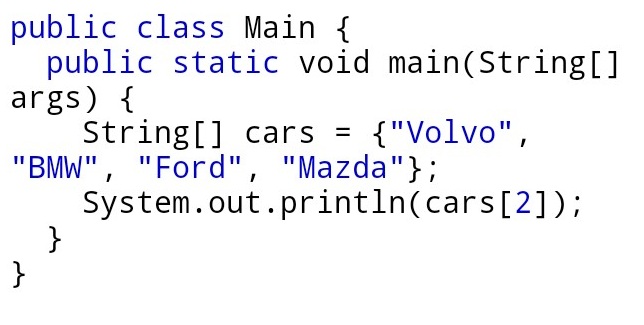 public class Main {
  public static void main(String[]
args) {
    String[] cars = {"Volvo",
"BMW", "Ford", "Mazda"};
    System.out.println(cars[2]);
  }
}